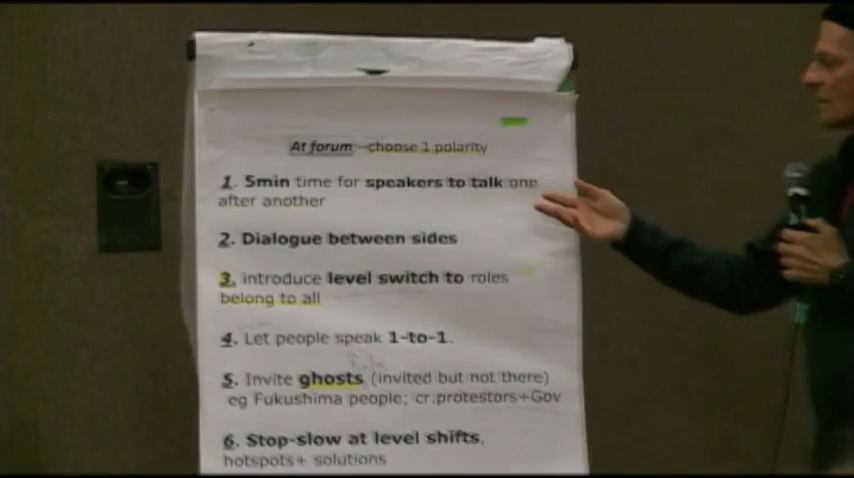 At forum:-choose 1 polarity
1. 5min time for speakers to talk one
after another
2. Dialogue between sides
3. introduce level switch to roles
belong to all
4. Let people speak 1-to-1.
5. Invite ghosts (invited but not there)
eg Fukushima people; cr.protestors+Gov
6. Stop-slow at level shifts,
hotspots+ solutions